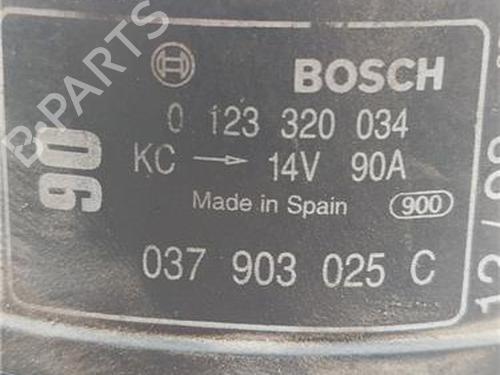 BOSCH
0 123 320 034
KC → 14V 90A
Made in Spain 900
037 903 025 C
90
B-PARTS